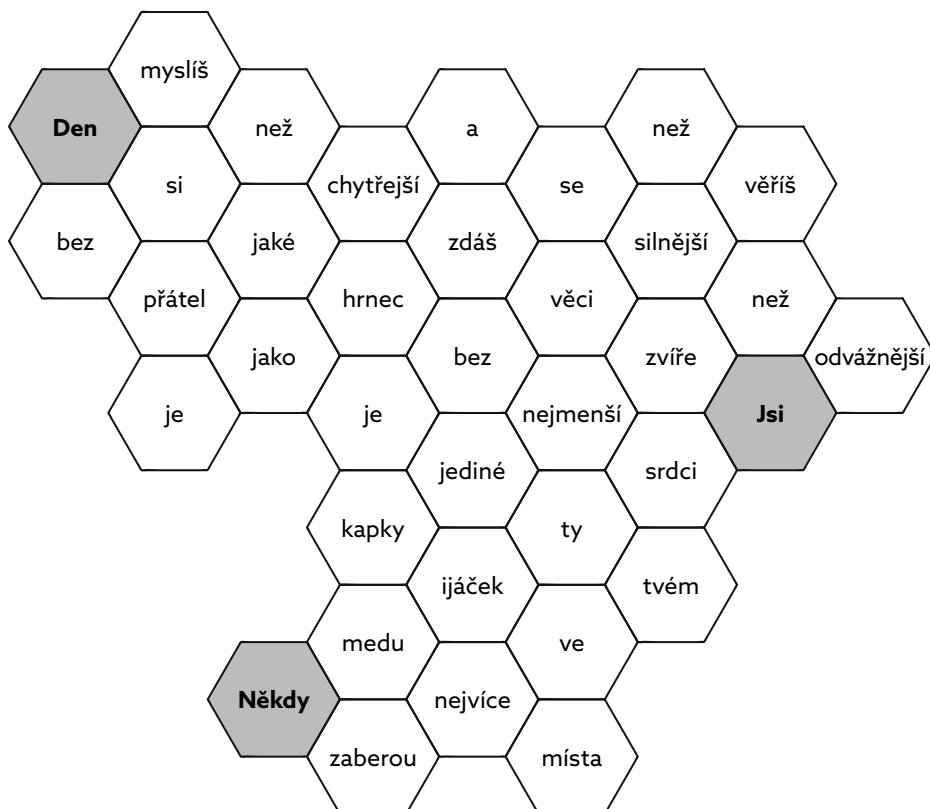 myslíš
Den než a než
si chytřejší se věříš
bez jaké zdáš silnější
přátel hrnec věci než
jako bez zvíře odvážnější
je je nejmenší Jsi
jediné srdci
kapky ty
ijáček tvém
medu ve
Někdy nejvíce
zaberou místa